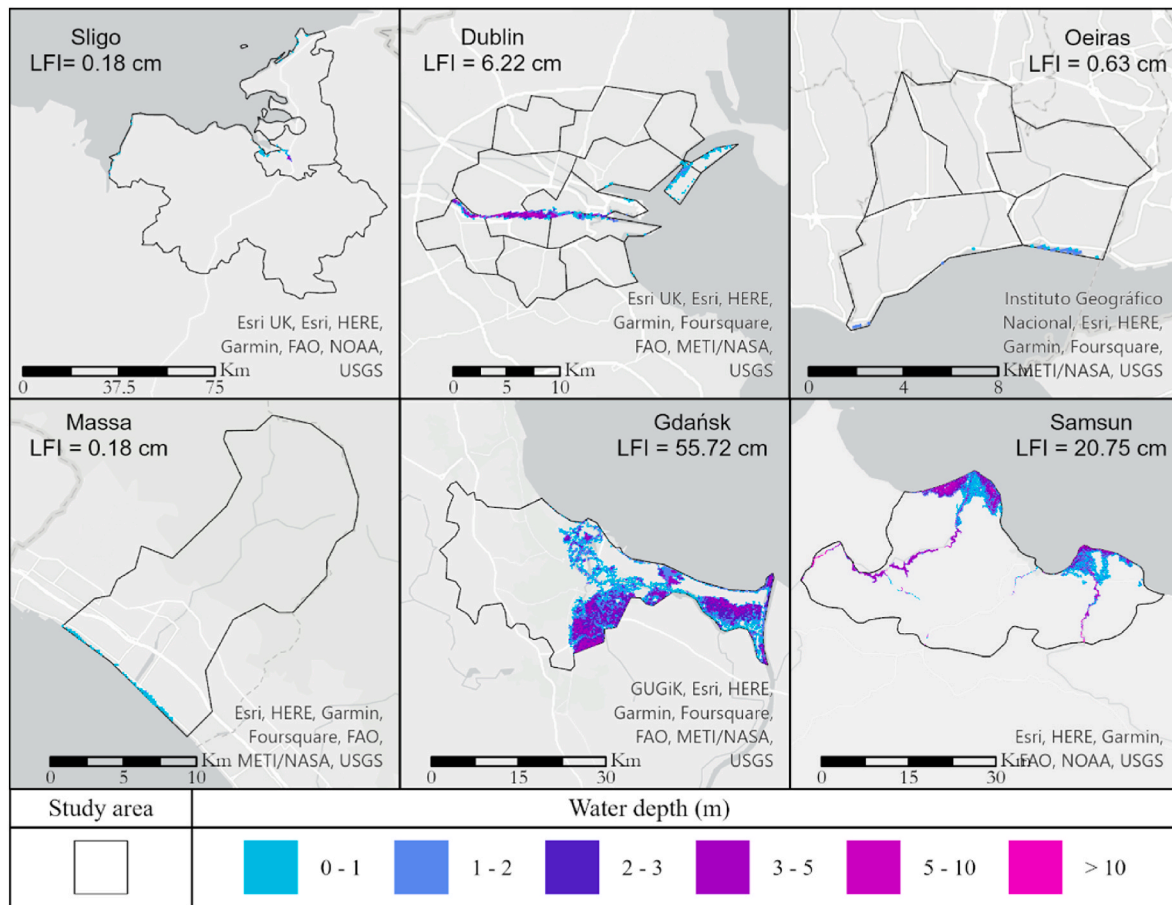 Sligo
LFI= 0.18 cm
Esri UK, Esri, HERE,
Garmin, FAO, NOAA,
USGS
Km
0 37.5 75
Dublin
LFI = 6.22 cm
Esri UK, Esri, HERE,
Garmin, Foursquare,
FAO, METI/NASA,
USGS
Km
0 5 10
Oeiras
LFI = 0.63 cm
Instituto Geográfico
Nacional, Esri, HERE,
Garmin, Foursquare,
METI/NASA, USGS
Km
0 4 8
Massa
LFI = 0.18 cm
Esri, HERE, Garmin,
Foursquare, FAO,
METI/NASA, USGS
Km
0 5 10
Gdańsk
LFI = 55.72 cm
GUGiK, Esri, HERE,
Garmin, Foursquare,
FAO, METI/NASA,
USGS
Km
0 15 30
Samsun
LFI = 20.75 cm
Esri, HERE, Garmin,
FAO, NOAA, USGS
Km
0 15 30
Study area
Water depth (m)
0 - 1 1 - 2 2 - 3 3 - 5 5 - 10 > 10